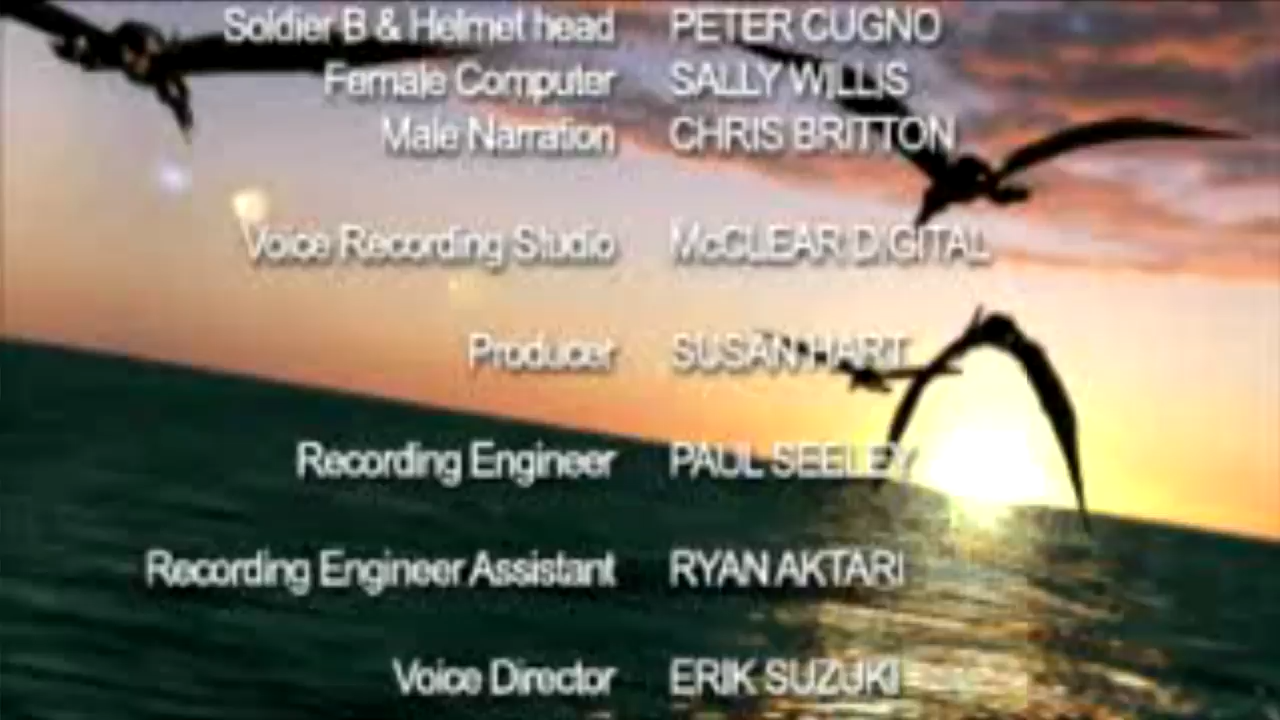 Soldier B & Helmet head PETER CUGNO
Female Computer SALLY WILLIS
Male Narration CHRIS BRITTON
Voice Recording Studio McCLEAR DIGITAL
Producer SUSAN HART
Recording Engineer PAUL SEELEY
Recording Engineer Assistant RYAN AKTARI
Voice Director ERIK SUZUKI